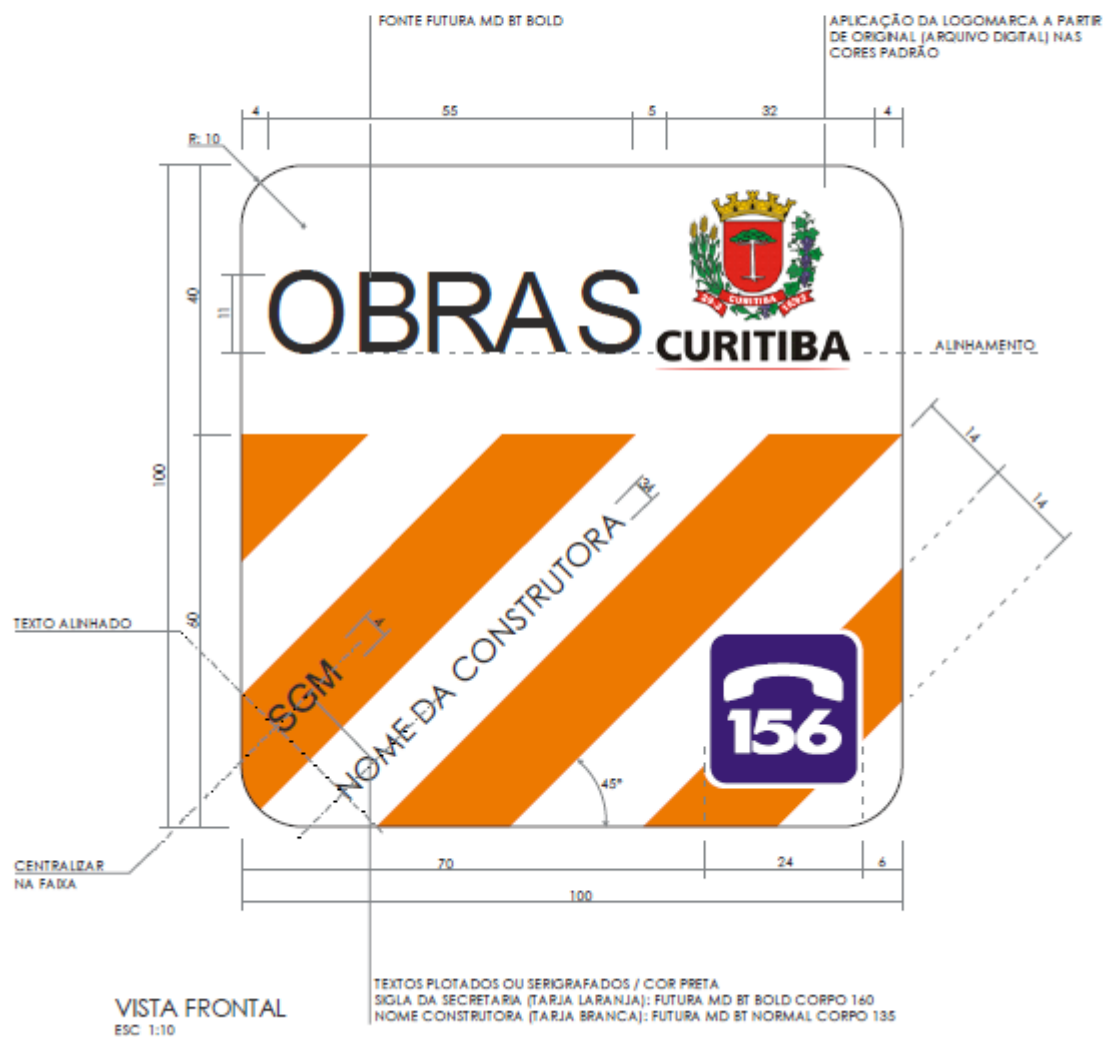 FONTE FUTURA MD BT BOLD
APLICAÇÃO DA LOGOMARCA A PARTIR
DE ORIGINAL (ARQUIVO DIGITAL) NAS
CORES PADRÃO
4
55
5
32
4
R: 10
40
11
OBRAS
CURITIBA
CURITIBA
ALINHAMENTO
14
14
100
60
TEXTO ALINHADO
4
SGM
NOME DA CONSTRUTORA
156
45°
CENTRALIZAR
NA FAIXA
70
24
6
100
TEXTOS PLOTADOS OU SERIGRAFADOS / COR PRETA
SIGLA DA SECRETARIA (TARJA LARANJA): FUTURA MD BT BOLD CORPO 160
NOME CONSTRUTORA (TARJA BRANCA): FUTURA MD BT NORMAL CORPO 135
VISTA FRONTAL
ESC 1:10